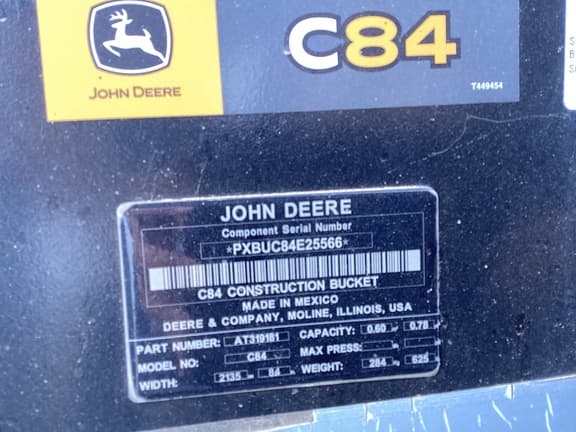 JOHN DEERE
C84
T449454
JOHN DEERE
Component Serial Number
*PXBUC84E25566*
C84 CONSTRUCTION BUCKET
MADE IN MEXICO
DEERE & COMPANY, MOLINE, ILLINOIS, USA
PART NUMBER: AT319181 CAPACITY: 0.60 0.78
MODEL NO: C84 MAX PRESS:
WIDTH: 2135 84 WEIGHT: 284 625